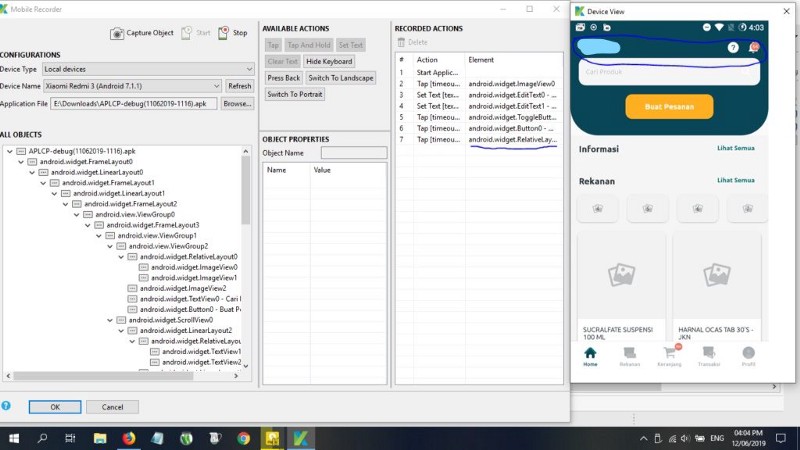 Mobile Recorder
Capture Object
Start
Stop
CONFIGURATIONS
Device Type
Local devices
Device Name
Xiaomi Redmi 3 (Android 7.1.1)
Refresh
Application File
E:\Downloads\APLCP-debug(11062019-1116).apk
Browse...
ALL OBJECTS
APLCP-debug(11062019-1116).apk
android.widget.FrameLayout0
android.widget.LinearLayout0
android.widget.FrameLayout1
android.widget.LinearLayout1
android.widget.FrameLayout2
android.view.ViewGroup0
android.widget.FrameLayout3
android.view.ViewGroup1
android.view.ViewGroup2
android.widget.RelativeLayout0
android.widget.ImageView0
android.widget.ImageView1
android.widget.ImageView2
android.widget.TextView0 - Cari
android.widget.Button0 - Buat P
android.widget.ScrollView0
android.widget.LinearLayout2
android.widget.RelativeLayou
android.widget.TextView1
android.widget.TextView2
OK
Cancel
AVAILABLE ACTIONS
Tap
Tap And Hold
Set Text
Clear Text
Hide Keyboard
Press Back
Switch To Landscape
Switch To Portrait
OBJECT PROPERTIES
Object Name
Name
Value
RECORDED ACTIONS
Delete
# Action Element
1 Start Applic...
2 Tap [timeou... android.widget.ImageView0
3 Set Text [tex... android.widget.EditText0 - ...
4 Set Text [tex... android.widget.EditText1 - ...
5 Tap [timeou... android.widget.ToggleButt...
6 Tap [timeou... android.widget.Button0 - ...
7 Tap [timeou... android.widget.RelativeLay...
Device View
4:03
?
Cari Produk
Buat Pesanan
Informasi
Lihat Semua
Rekanan
Lihat Semua
SUCRALFATE SUSPENSI 100 ML
HARNAL OCAS TAB 30'S - JKN
Home
Rekanan
Keranjang
Transaksi
Profil
ENG
04:04 PM
12/06/2019